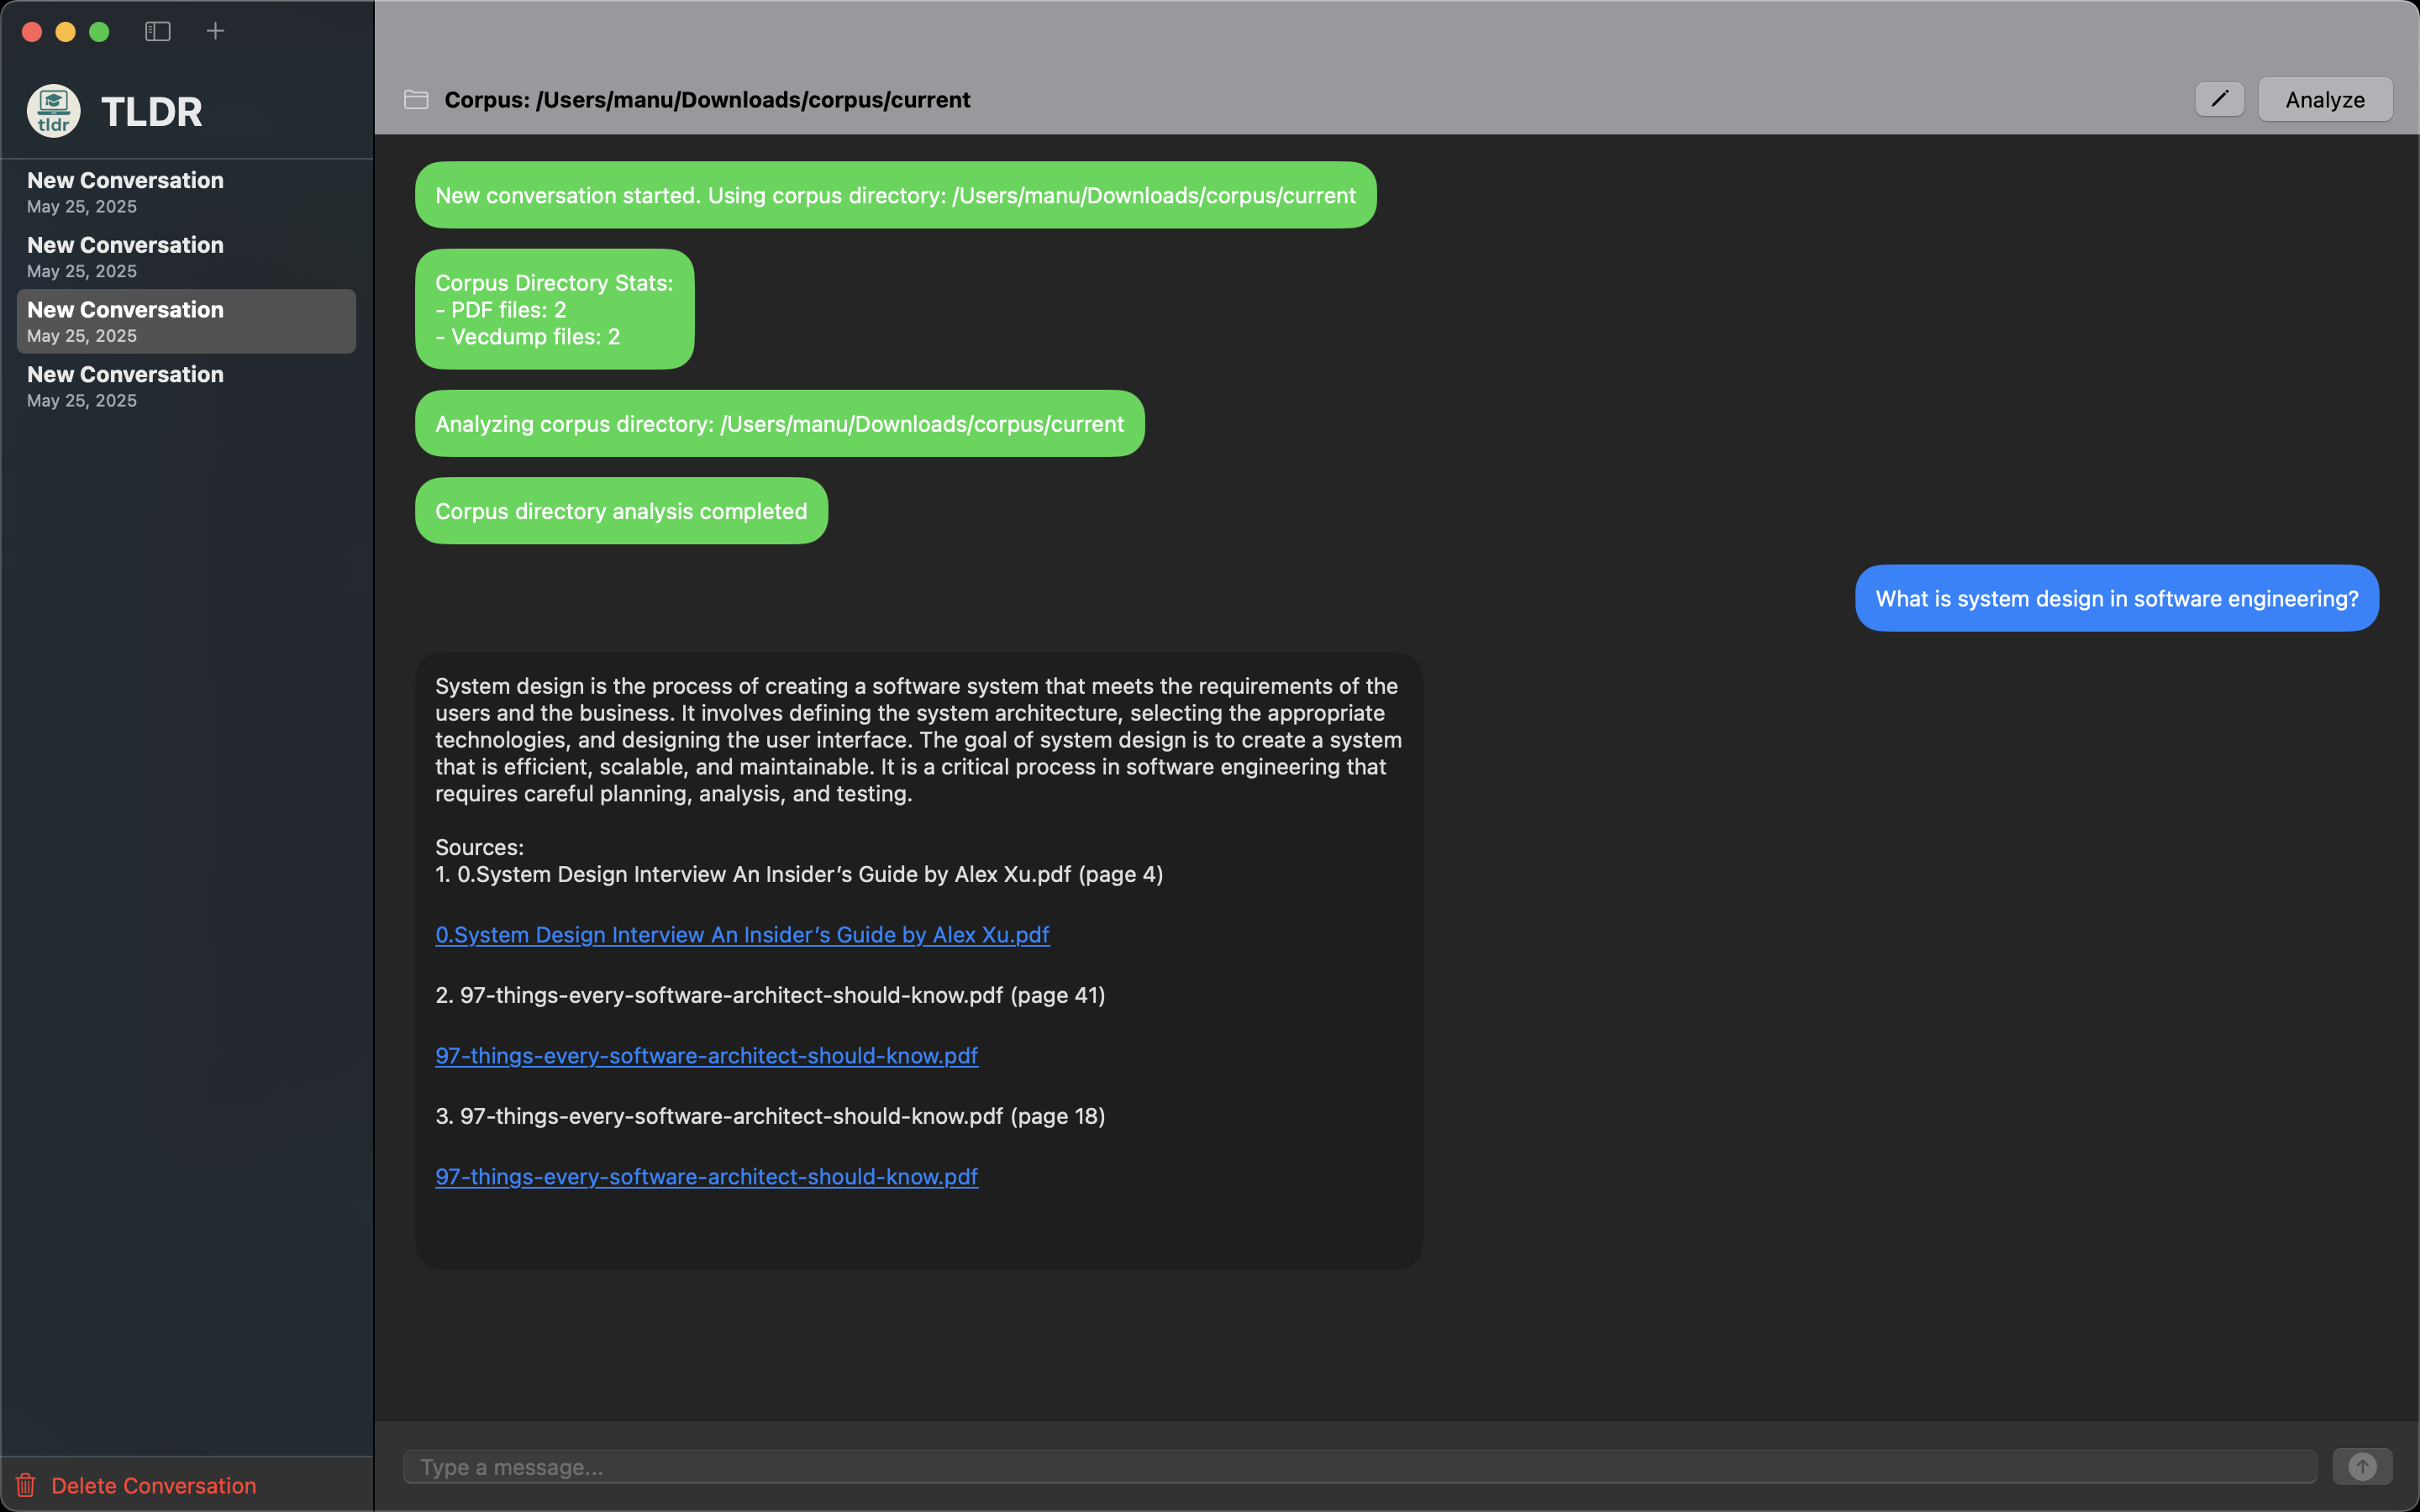 tldr
TLDR
New Conversation
May 25, 2025
New Conversation
May 25, 2025
New Conversation
May 25, 2025
New Conversation
May 25, 2025
Delete Conversation
Corpus: /Users/manu/Downloads/corpus/current
Analyze
New conversation started. Using corpus directory: /Users/manu/Downloads/corpus/current
Corpus Directory Stats:
- PDF files: 2
- Vecdump files: 2
Analyzing corpus directory: /Users/manu/Downloads/corpus/current
Corpus directory analysis completed
What is system design in software engineering?
System design is the process of creating a software system that meets the requirements of the
users and the business. It involves defining the system architecture, selecting the appropriate
technologies, and designing the user interface. The goal of system design is to create a system
that is efficient, scalable, and maintainable. It is a critical process in software engineering that
requires careful planning, analysis, and testing.
Sources:
1. 0.System Design Interview An Insider’s Guide by Alex Xu.pdf (page 4)
0.System Design Interview An Insider’s Guide by Alex Xu.pdf
2. 97-things-every-software-architect-should-know.pdf (page 41)
97-things-every-software-architect-should-know.pdf
3. 97-things-every-software-architect-should-know.pdf (page 18)
97-things-every-software-architect-should-know.pdf
Type a message...